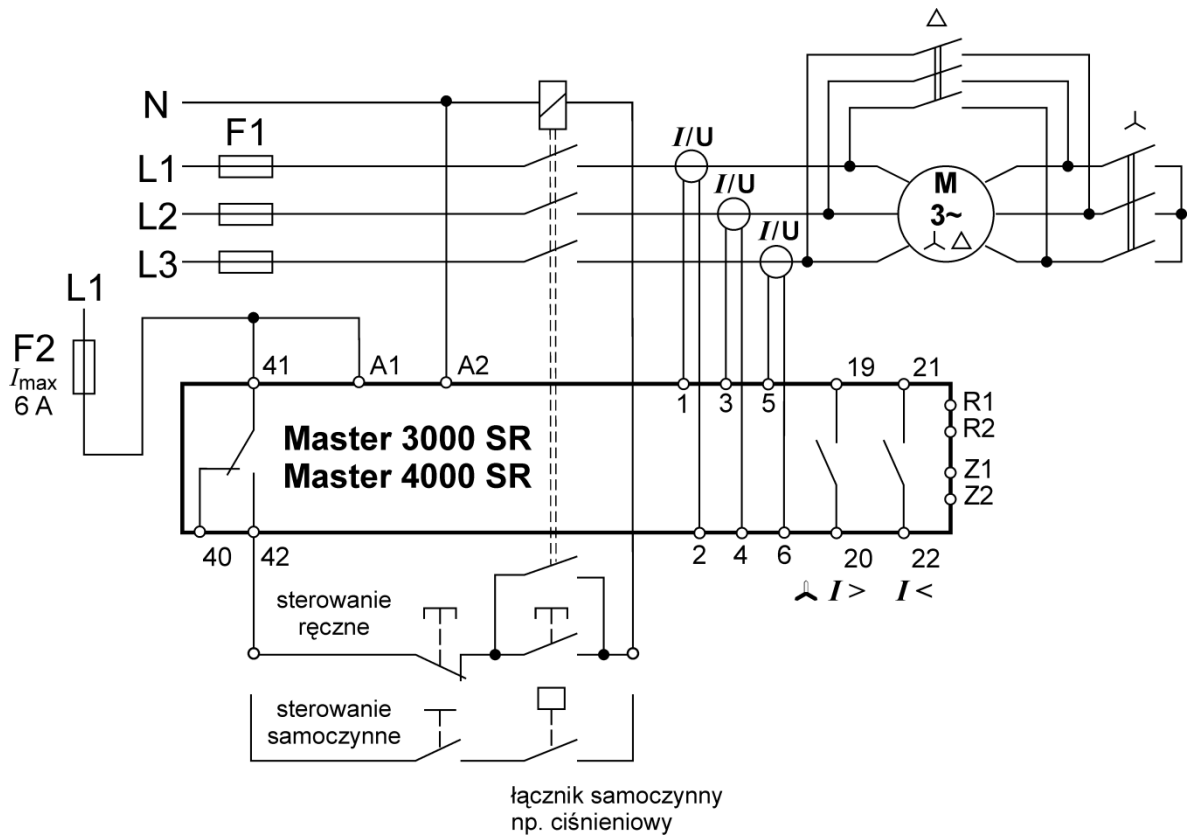 N
F1
L1
L2
L3
I/U
I/U
I/U
M
3~
L1
F2
Imax
6 A
41
A1
A2
1
3
5
19
21
R1
R2
Z1
Z2
Master 3000 SR
Master 4000 SR
40
42
2
4
6
20
22
I >
I <
sterowanie
ręczne
sterowanie
samoczynne
łącznik samoczynny
np. ciśnieniowy